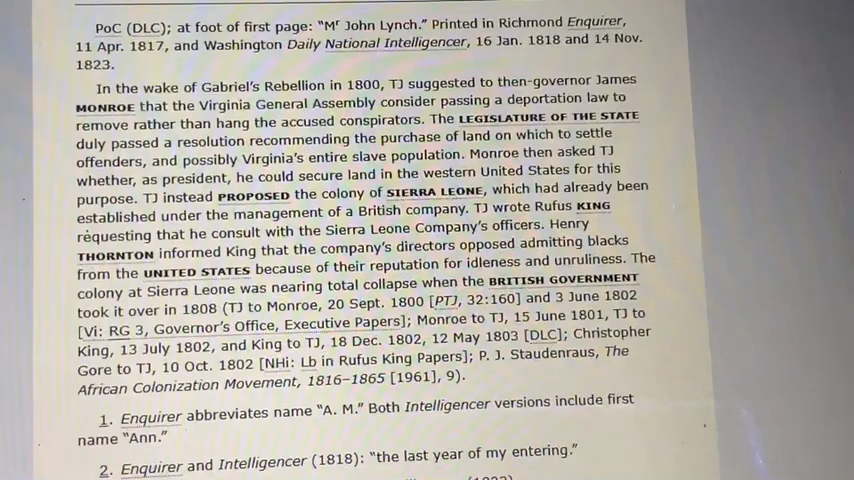 PoC (DLC); at foot of first page: “Mr John Lynch.” Printed in Richmond Enquirer,
11 Apr. 1817, and Washington Daily National Intelligencer, 16 Jan. 1818 and 14 Nov.
1823.
In the wake of Gabriel’s Rebellion in 1800, TJ suggested to then-governor James
MONROE that the Virginia General Assembly consider passing a deportation law to
remove rather than hang the accused conspirators. The LEGISLATURE OF THE STATE
duly passed a resolution recommending the purchase of land on which to settle
offenders, and possibly Virginia’s entire slave population. Monroe then asked TJ
whether, as president, he could secure land in the western United States for this
purpose. TJ instead PROPOSED the colony of SIERRA LEONE, which had already been
established under the management of a British company. TJ wrote Rufus KING
requesting that he consult with the Sierra Leone Company’s officers. Henry
THORNTON informed King that the company’s directors opposed admitting blacks
from the UNITED STATES because of their reputation for idleness and unruliness. The
colony at Sierra Leone was nearing total collapse when the BRITISH GOVERNMENT
took it over in 1808 (TJ to Monroe, 20 Sept. 1800 [PTJ, 32:160] and 3 June 1802
[Vi: RG 3, Governor’s Office, Executive Papers]; Monroe to TJ, 15 June 1801, TJ to
King, 13 July 1802, and King to TJ, 18 Dec. 1802, 12 May 1803 [DLC]; Christopher
Gore to TJ, 10 Oct. 1802 [NHi: Lb in Rufus King Papers]; P. J. Staudenraus, The
African Colonization Movement, 1816–1865 [1961], 9).
1. Enquirer abbreviates name “A. M.” Both Intelligencer versions include first
name “Ann.”
2. Enquirer and Intelligencer (1818): “the last year of my entering.”